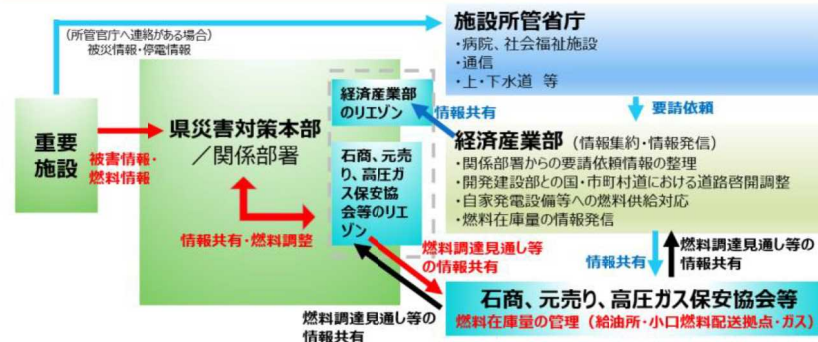 (所管官庁へ連絡がある場合)
被災情報・停電情報
施設所管省庁
・病院、社会福祉施設
・通信
・上・下水道 等
要請依頼
重要
施設
被害情報・
燃料情報
県災害対策本部
／関係部署
経済産業部
のリエゾン
情報共有
石商、元売
り、高圧ガ
ス保安協
会等のリエ
ゾン
情報共有・燃料調整
経済産業部 (情報集約・情報発信)
・関係部署からの要請依頼情報の整理
・開発建設部との国・市町村道における道路啓開調整
・自家発電設備等への燃料供給対応
・燃料在庫量の情報発信
燃料調達見通し等
の情報共有
情報共有
燃料調達見通し等の
情報共有
燃料調達見通し等の
情報共有
石商、元売り、高圧ガス保安協会等
燃料在庫量の管理(給油所・小口燃料配送拠点・ガス)